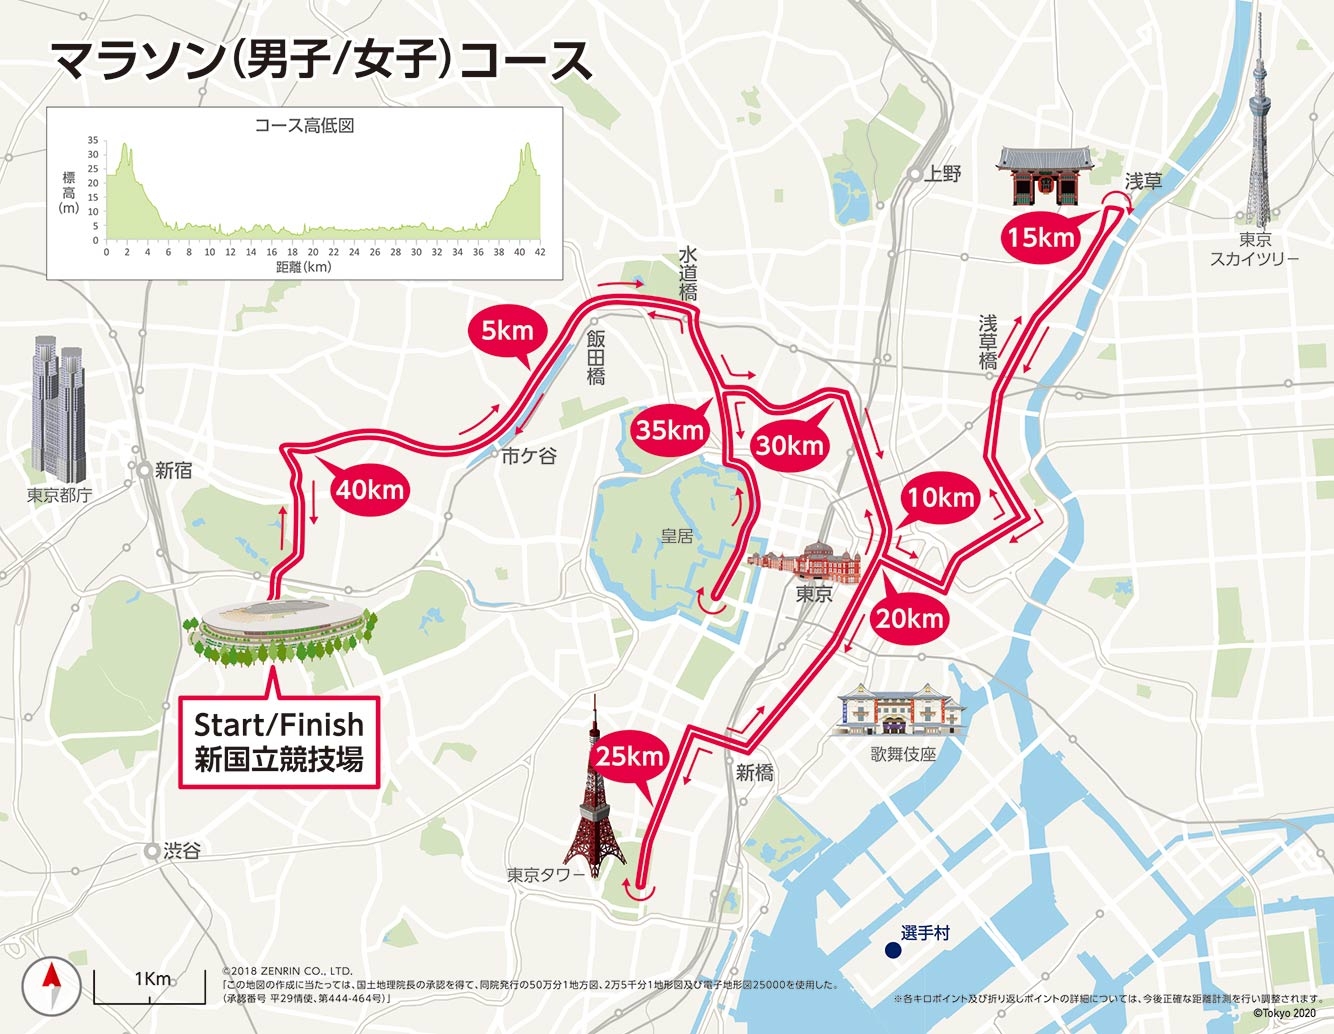 マラソン(男子/女子)コース
コース高低図
標高(m)
35
30
25
20
15
10
5
0
0 2 4 6 8 10 12 14 16 18 20 22 24 26 28 30 32 34 36 38 40 42
距離(km)
上野
浅草
15km
東京
スカイツリー
水道橋
5km
飯田橋
浅草橋
35km
30km
市ケ谷
新宿
40km
10km
東京都庁
皇居
東京
20km
Start/Finish
新国立競技場
25km
新橋
歌舞伎座
渋谷
東京タワー
選手村
1Km
©2018 ZENRIN CO., LTD.
「この地図の作成に当たっては、国土地理院長の承認を得て、同院発行の50万分1地方図、2万5千分1地形図及び電子地形図25000を使用した。
(承認番号 平29情使、第444-464号)」
※各キロポイント及び折り返しポイントの詳細については、今後正確な距離計測を行い調整されます。
©Tokyo 2020